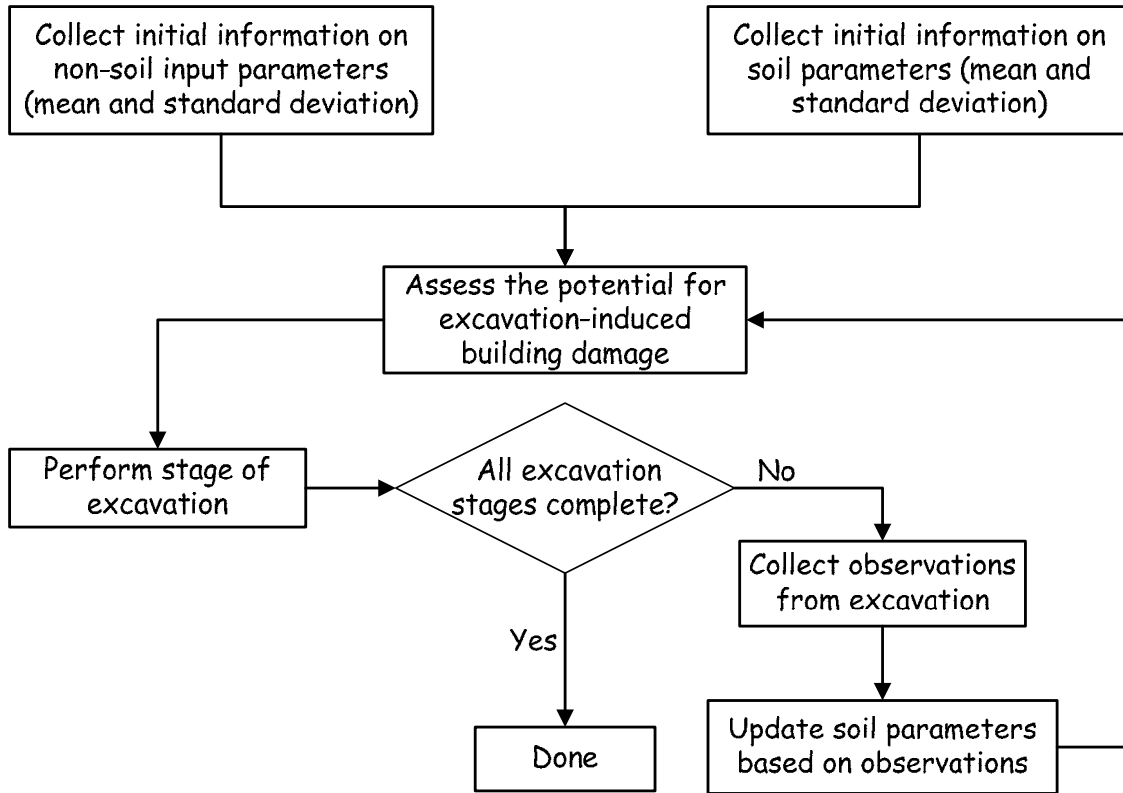 Collect initial information on
non-soil input parameters
(mean and standard deviation)
Collect initial information on
soil parameters (mean and
standard deviation)
Assess the potential for
excavation-induced
building damage
Perform stage of
excavation
All excavation
stages complete?
No
Collect observations
from excavation
Yes
Update soil parameters
based on observations
Done